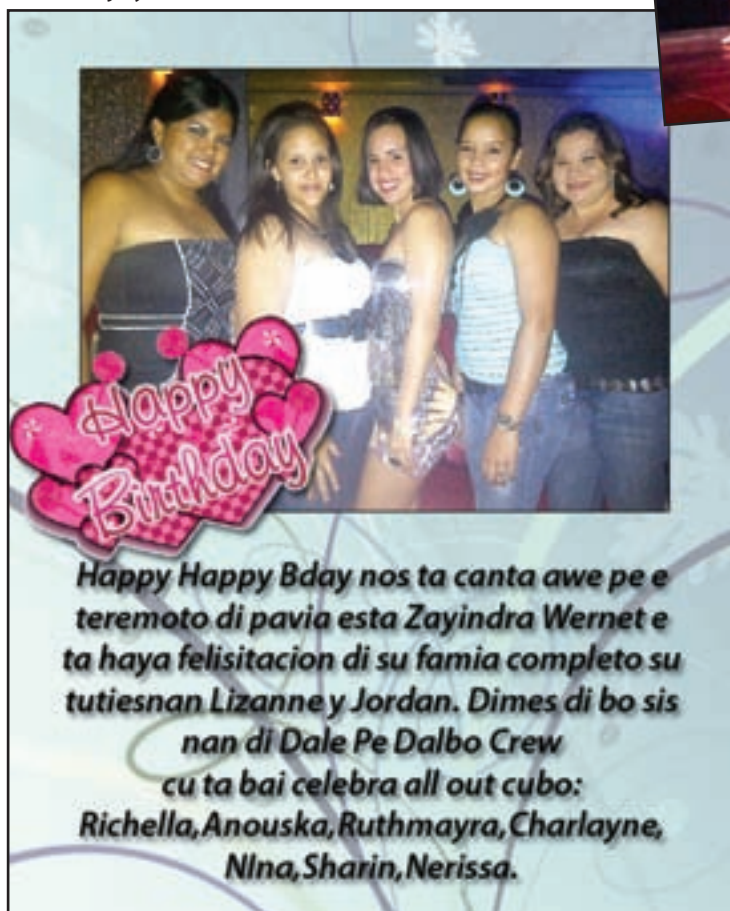 Happy
Birthday
Happy Happy Bday nos ta canta awe pe e
teremoto di pavia esta Zayindra Wernet e
ta haya felisitacion di su famia completo su
tutiesnan Lizanne y Jordan. Dimes di bo sis
nan di Dale Pe Dalbo Crew
cu ta bai celebra all out cubo:
Richella,Anouska,Ruthmayra,Charlayne,
NIna,Sharin,Nerissa.